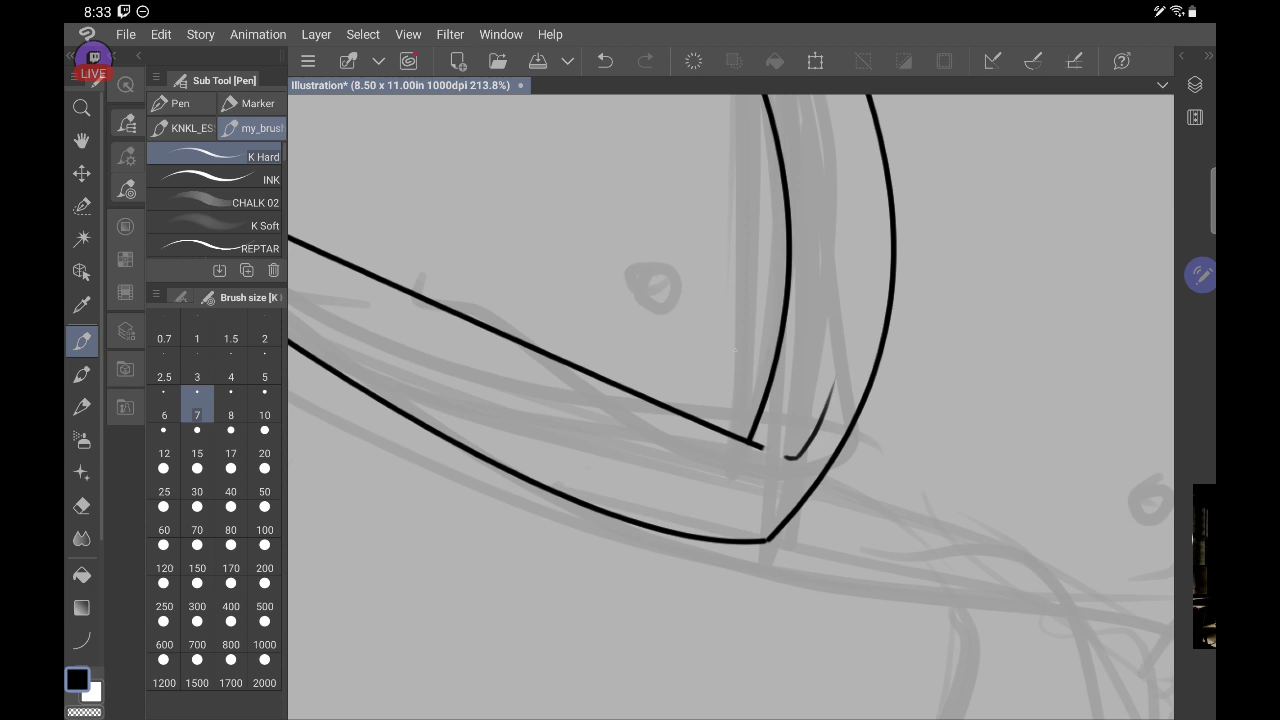 8:33
File Edit Story Animation Layer Select View Filter Window Help
LIVE
Sub Tool [Pen]
Illustration* (8.50 x 11.00in 1000dpi 213.8%)
Pen Marker
KNKL_ES my_brush
K Hard
INK
CHALK 02
K Soft
REPTAR
Brush size [K
0.7 1 1.5 2
2.5 3 4 5
6 7 8 10
12 15 17 20
25 30 40 50
60 70 80 100
120 150 170 200
250 300 400 500
600 700 800 1000
1200 1500 1700 2000